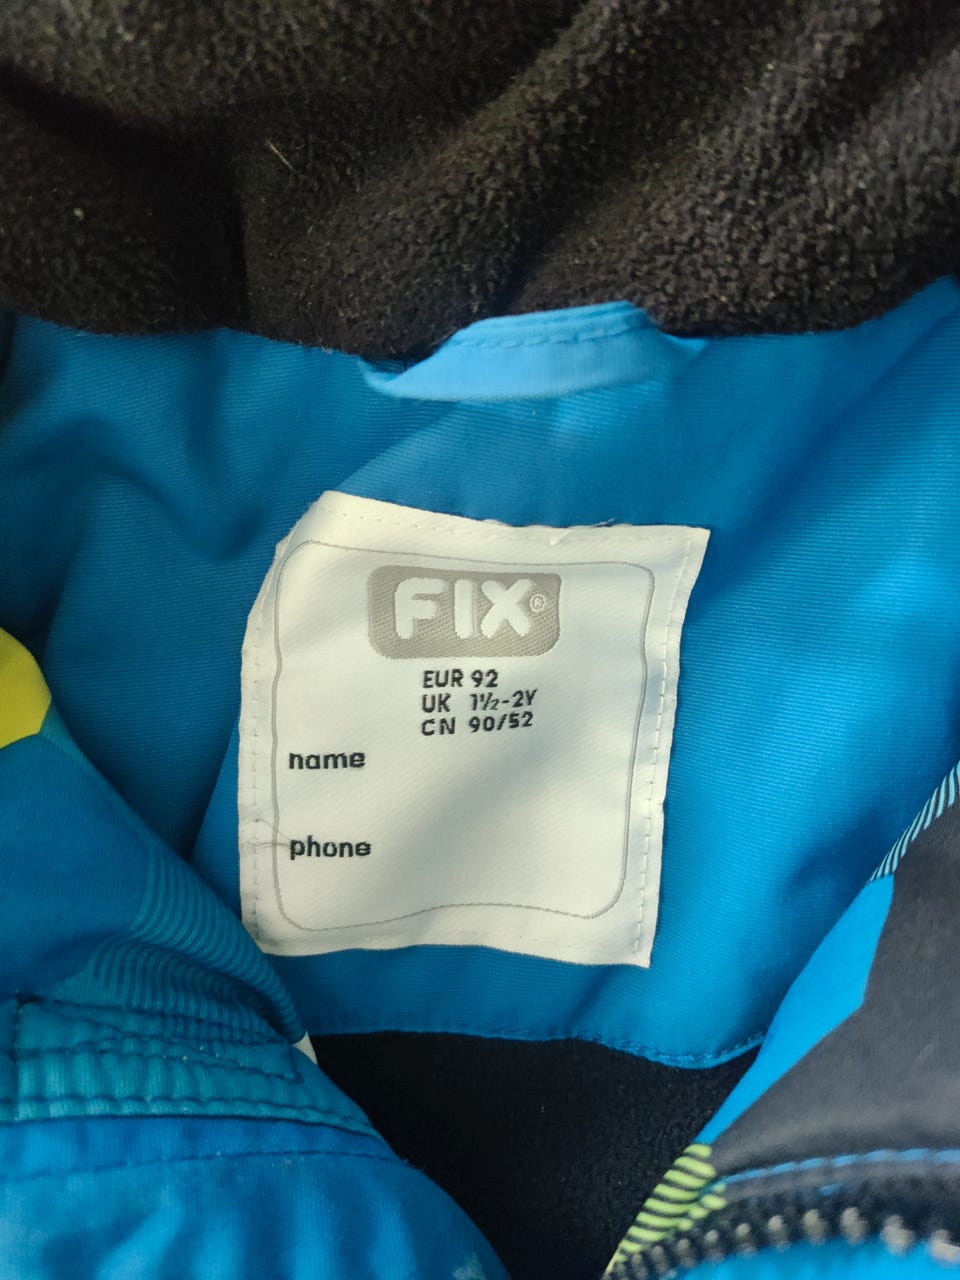 FIX®
EUR 92
UK 1½-2Y
CN 90/52
name
phone